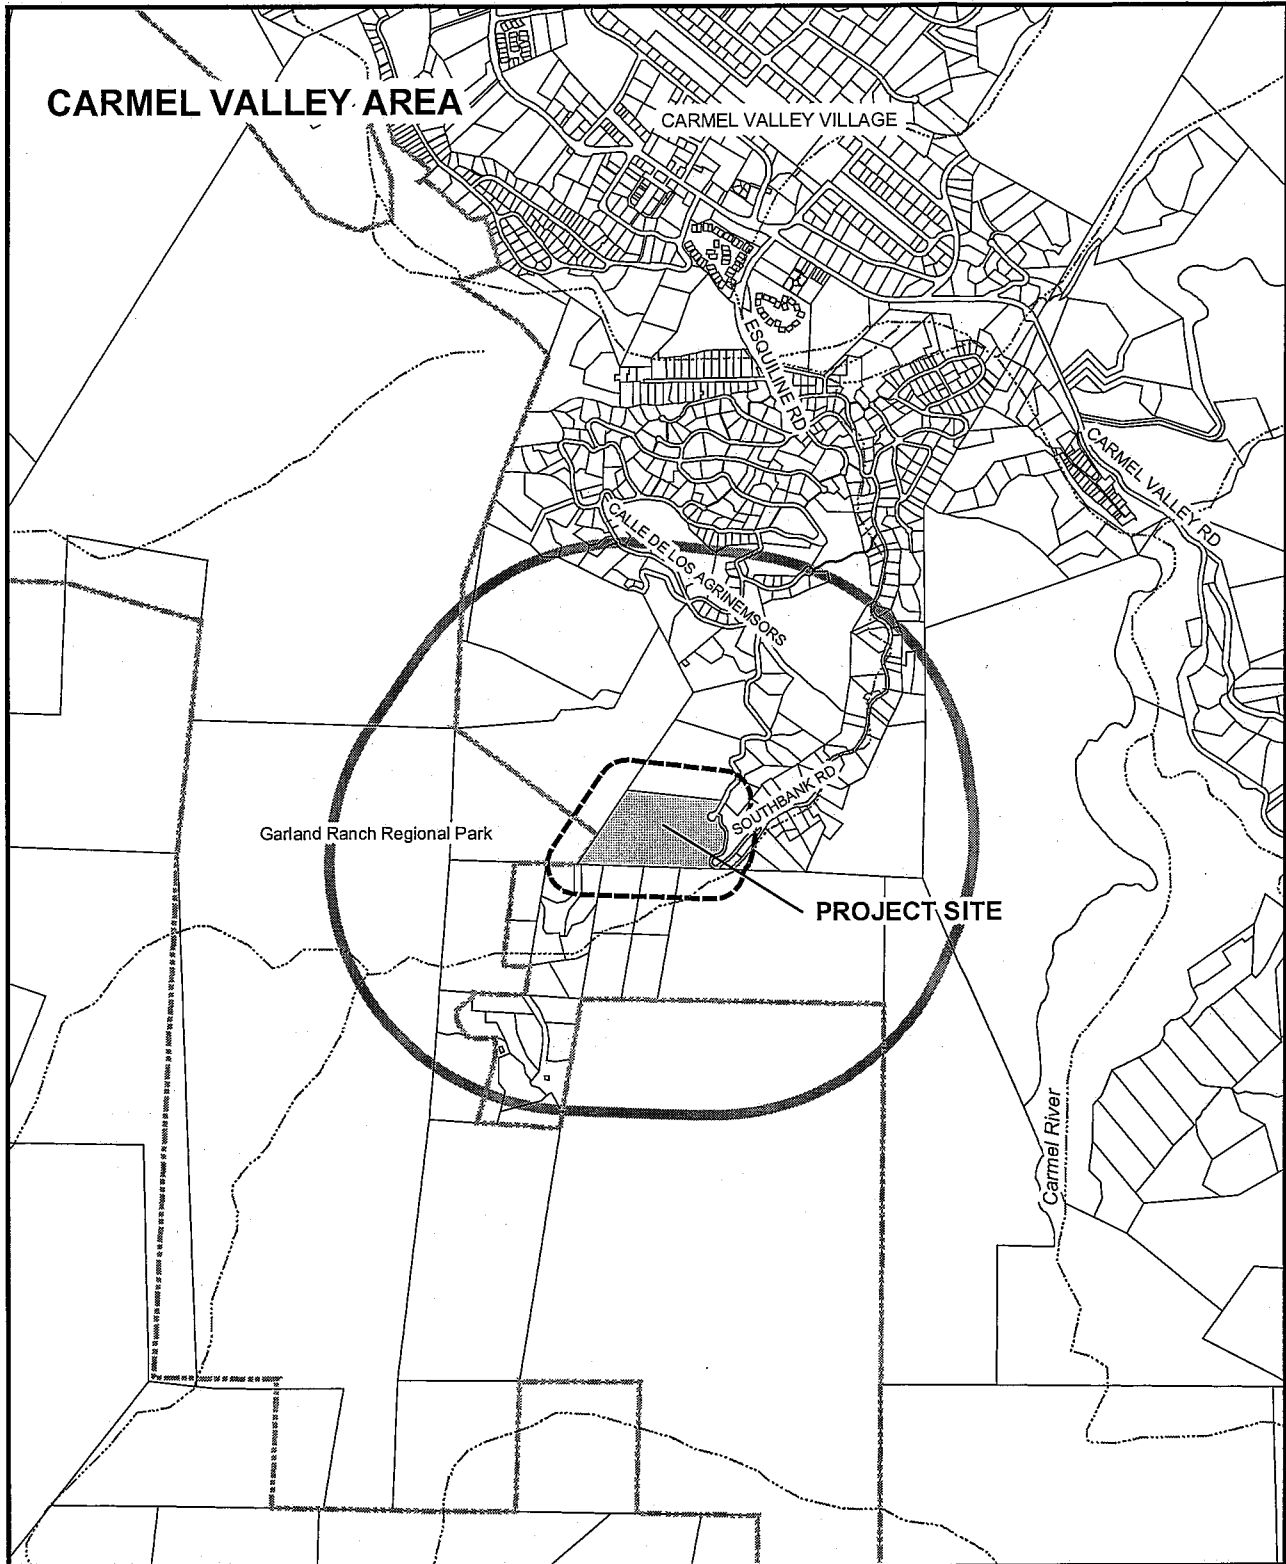 CARMEL VALLEY AREA
CARMEL VALLEY VILLAGE
ESQUILINE RD
CARMEL VALLEY RD
CALLE DE LOS AGRINEMSORS
SOUTHBANK RD
Garland Ranch Regional Park
PROJECT SITE
Carmel River